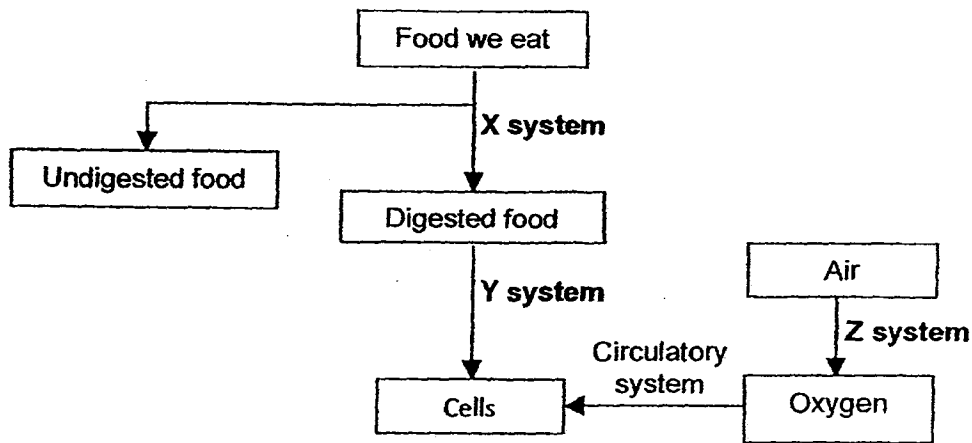 Food we eat
X system
Undigested food
Digested food
Air
Y system
Z system
Circulatory
system
Cells
Oxygen